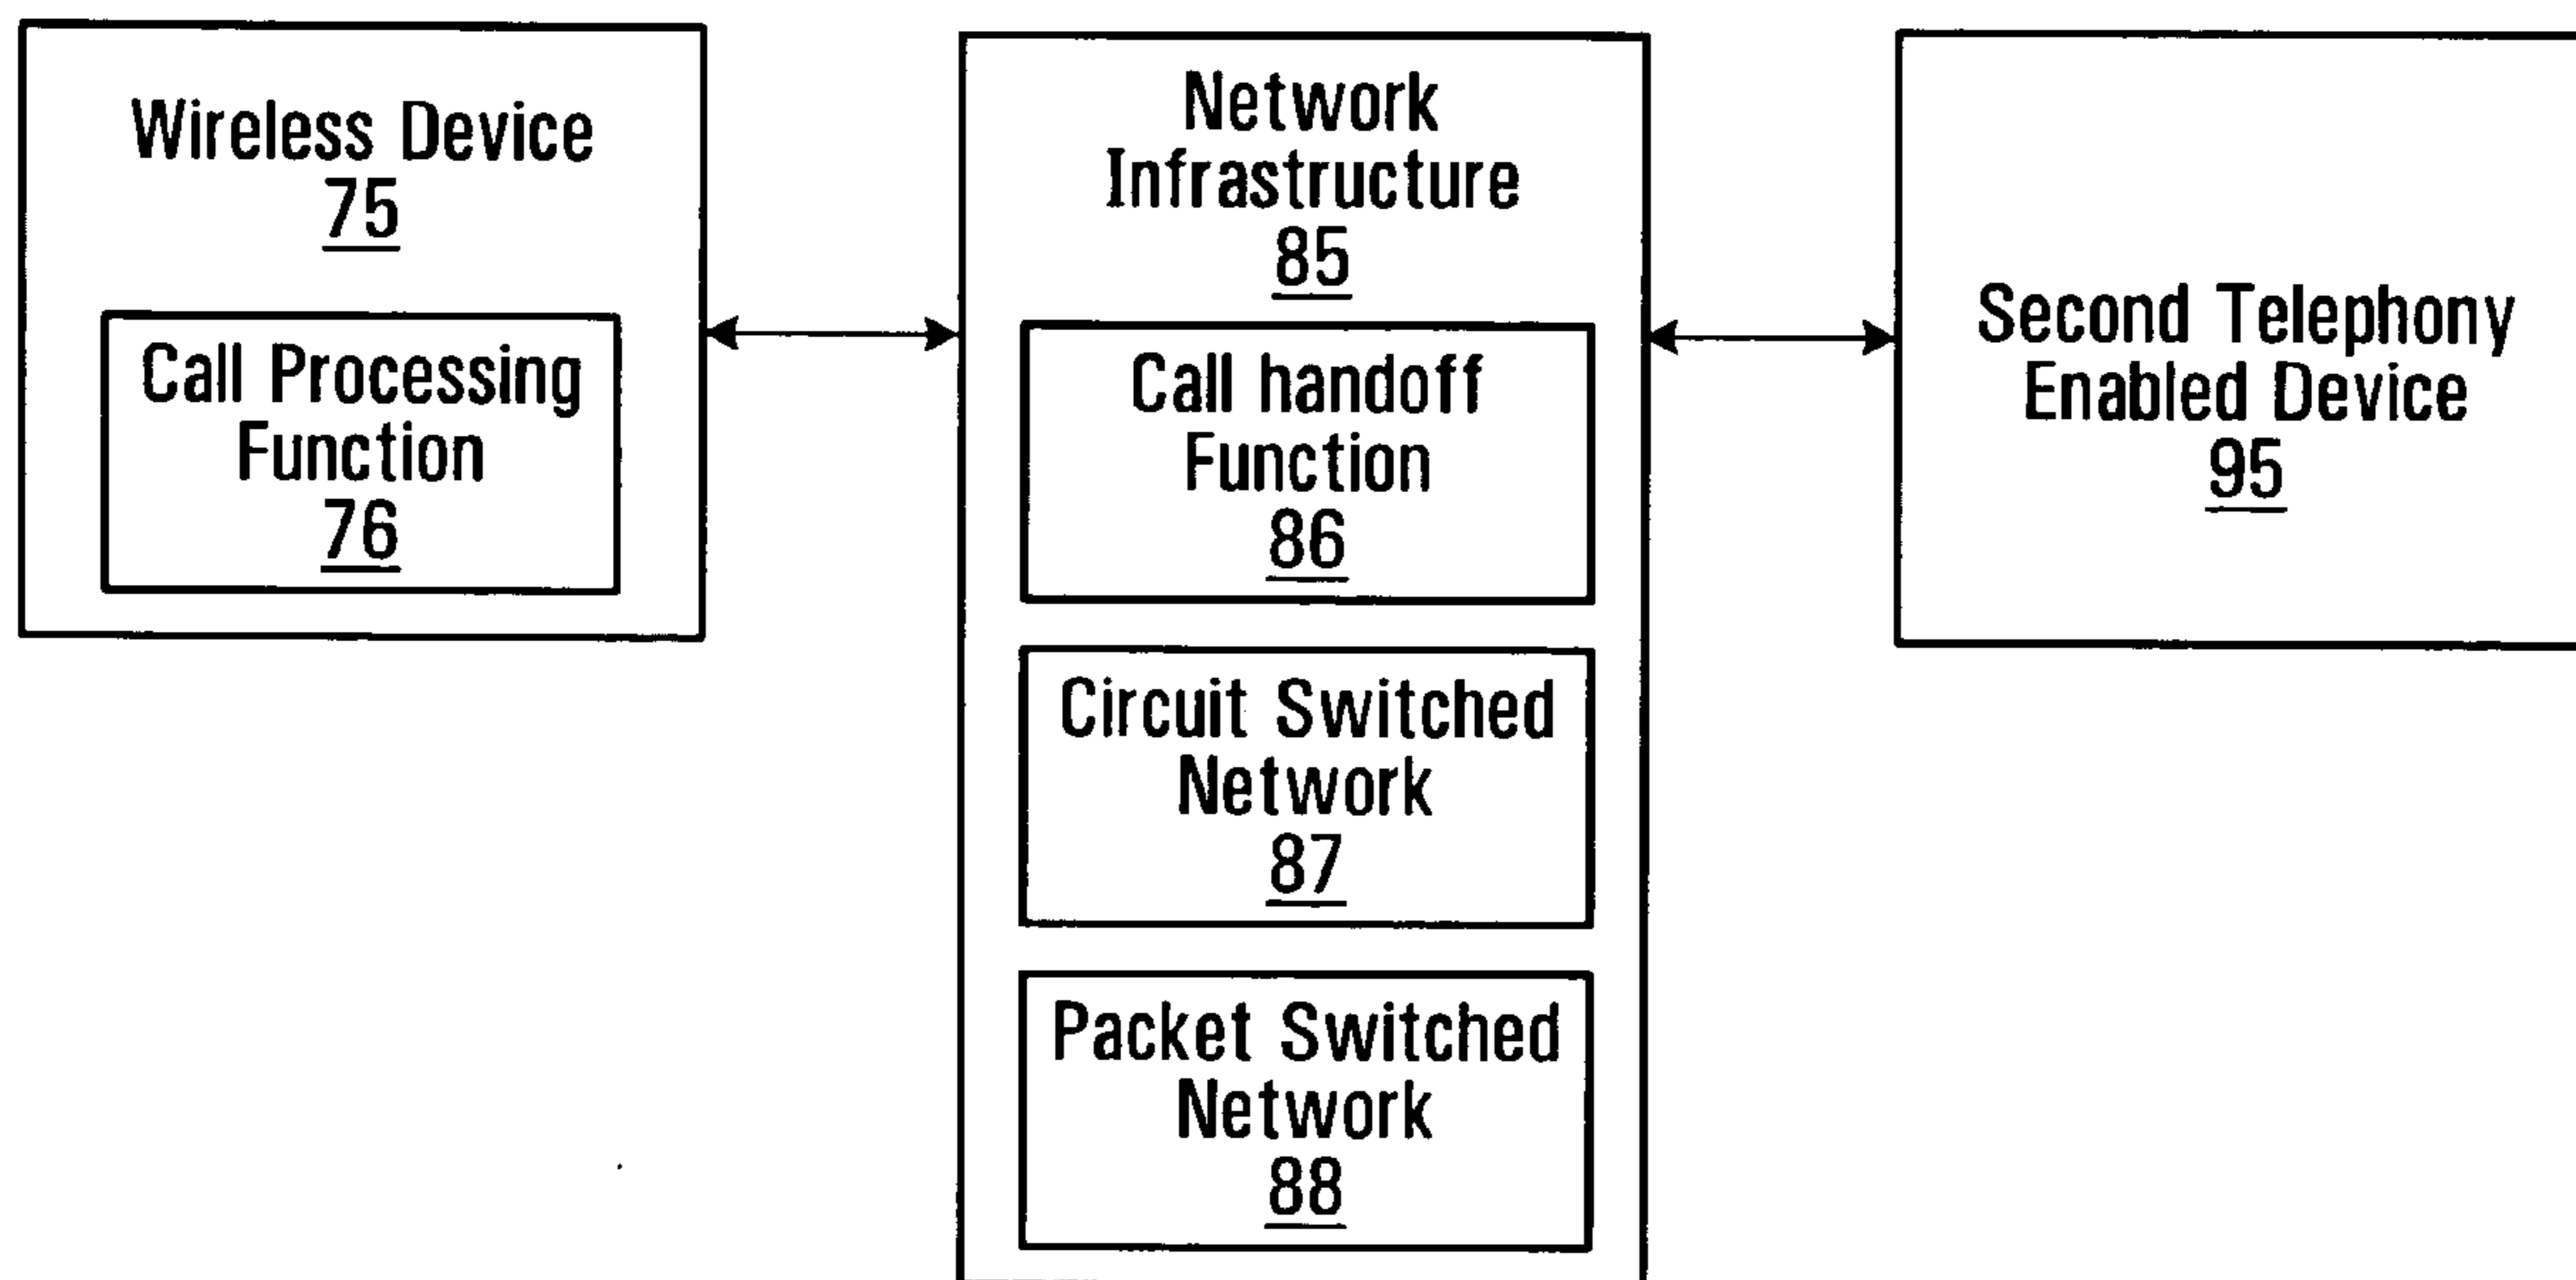 Wireless Device
75
Call Processing
Function
76
Network
Infrastructure
85
Call handoff
Function
86
Circuit Switched
Network
87
Packet Switched
Network
88
Second Telephony
Enabled Device
95